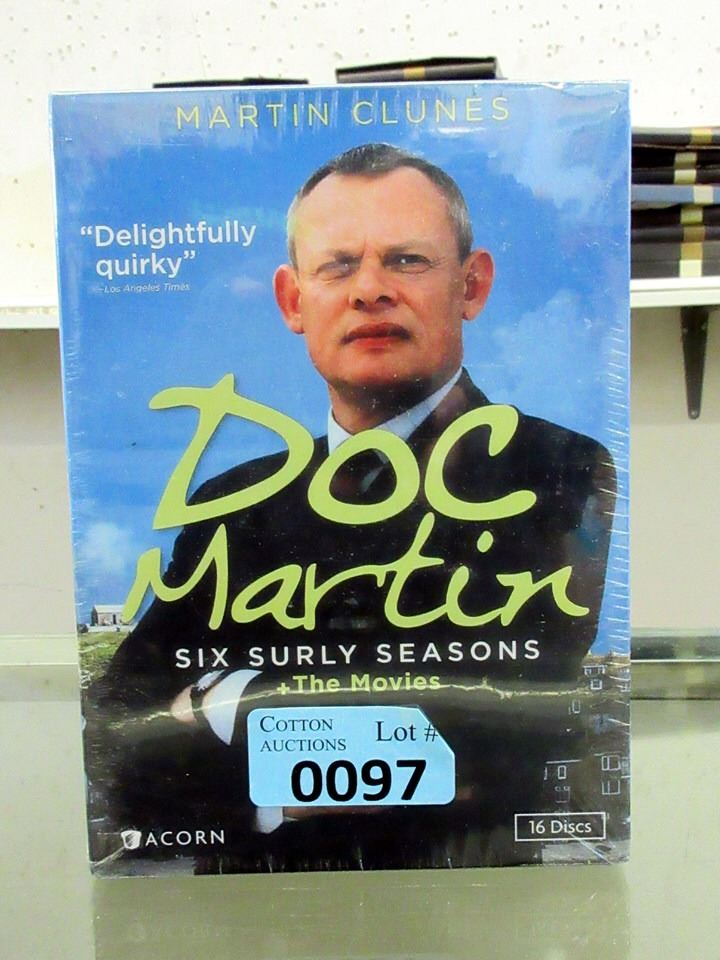 MARTIN CLUNES
“Delightfully
quirky”
—Los Angeles Times
Doc
Martin
SIX SURLY SEASONS
+The Movies
COTTON
AUCTIONS
Lot #
0097
ACORN
16 Discs